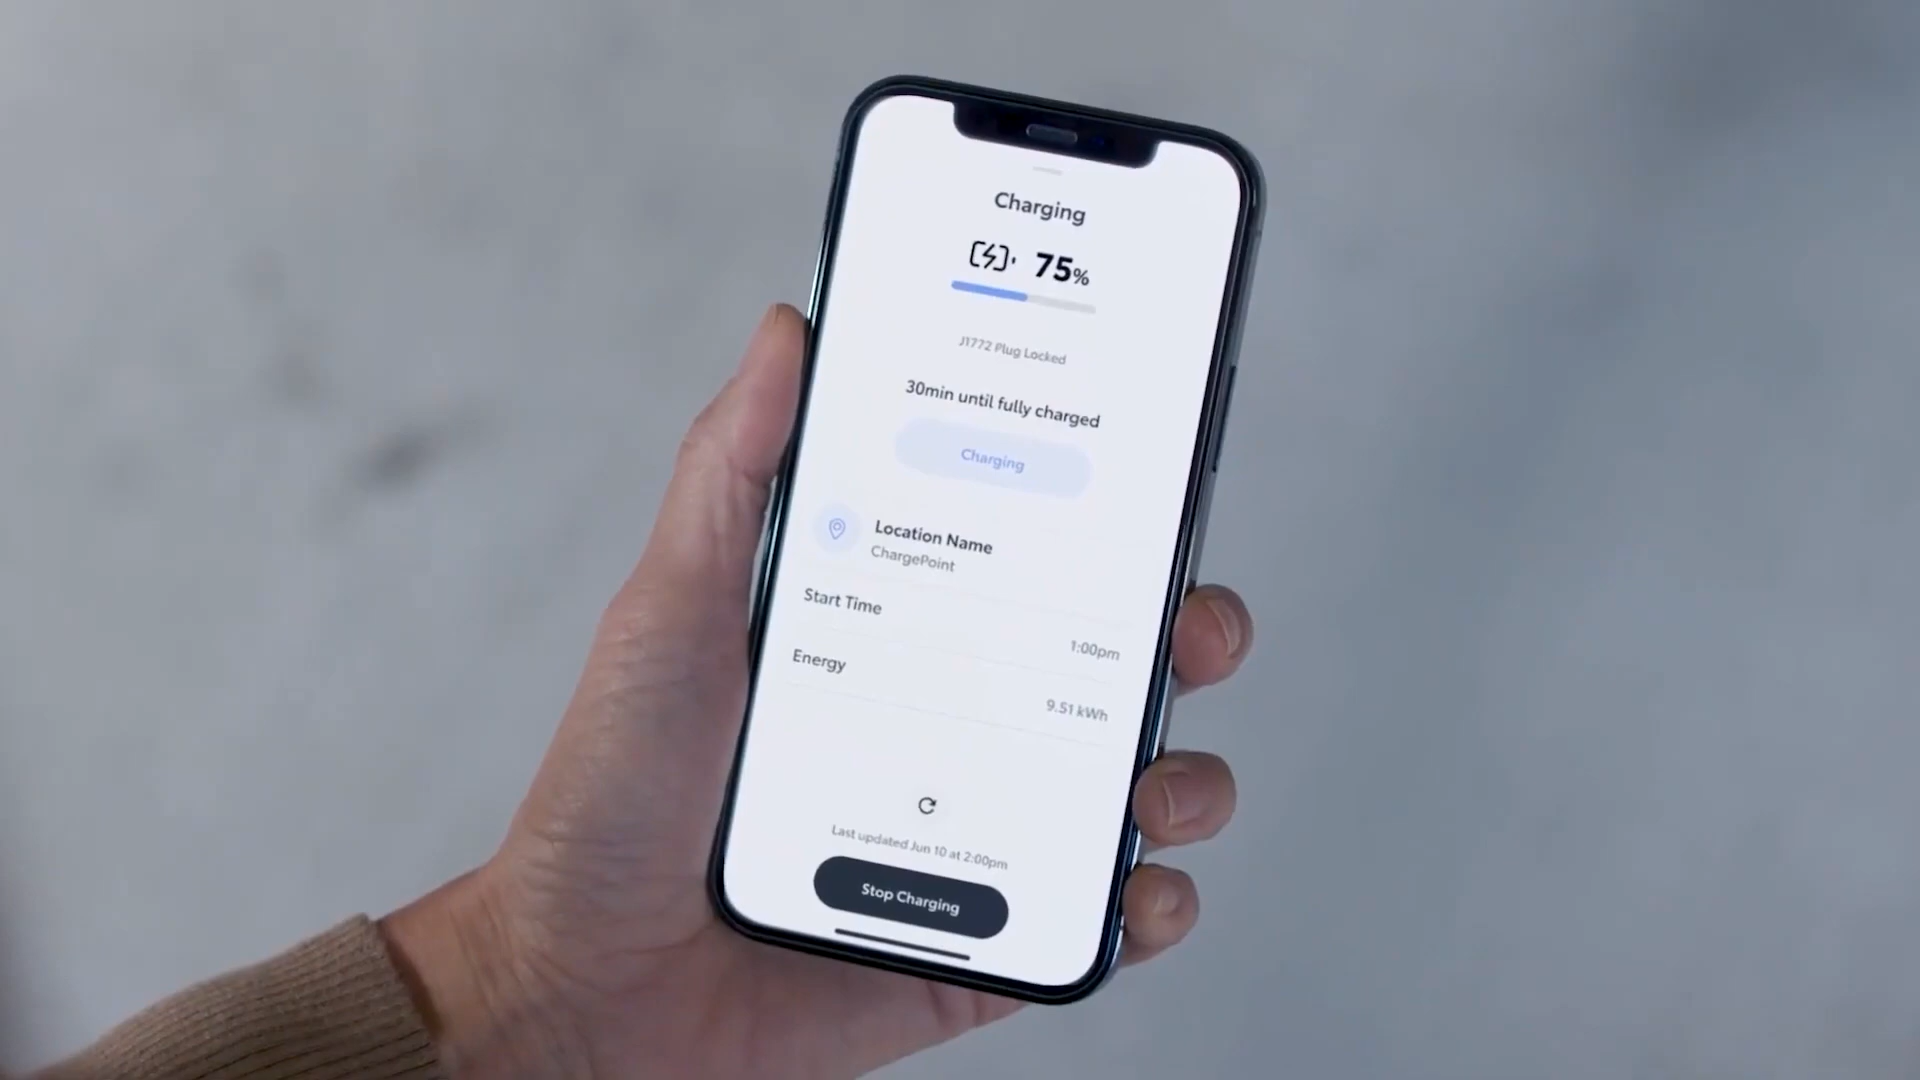 Charging
75%
J1772 Plug Locked
30min until fully charged
Charging
Location Name
ChargePoint
Start Time
1:00pm
Energy
9.51 kWh
Last updated Jun 10 at 2:00pm
Stop Charging